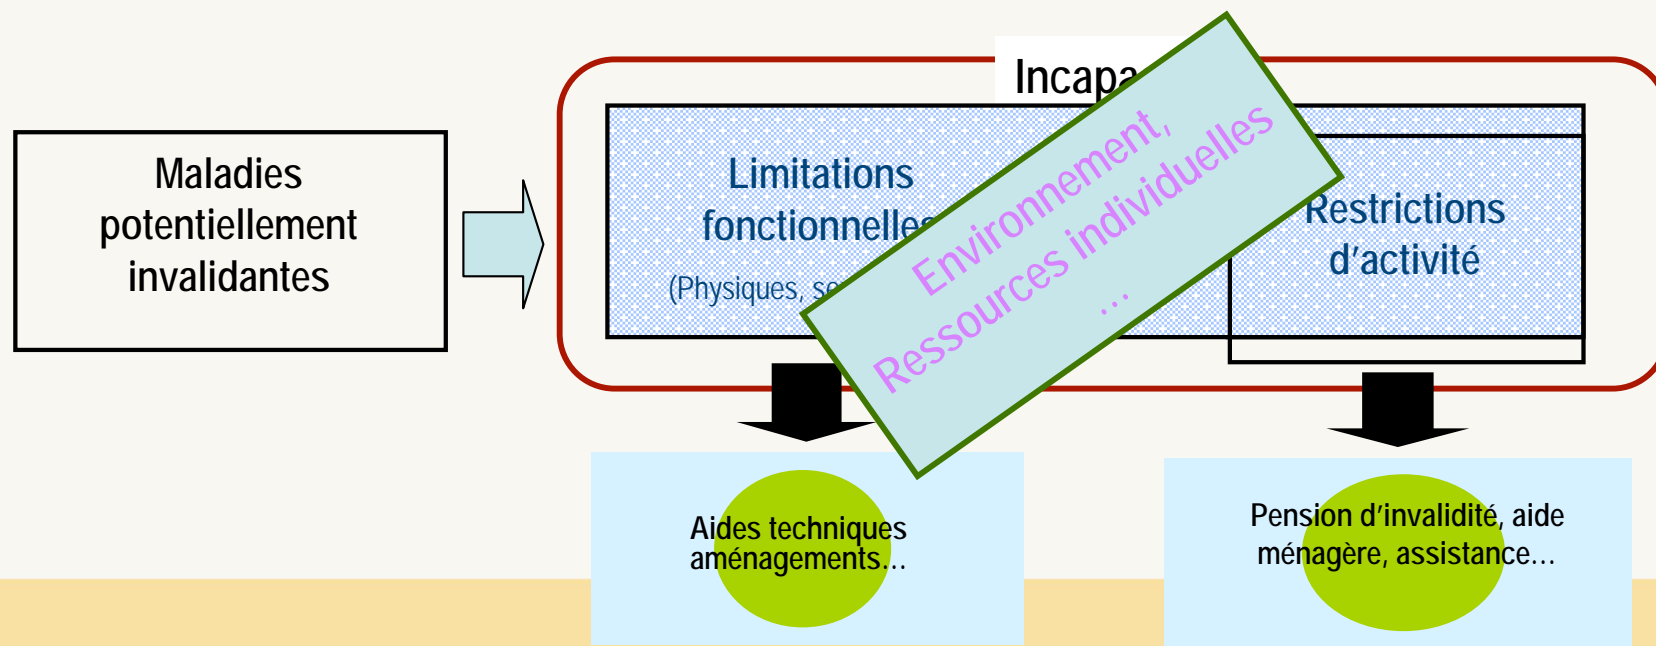 Incapa
Maladies
potentiellement
invalidantes
Limitations
fonctionnelles
(Physiques, se
Environnement,
Ressources individuelles
...
Restrictions
d’activité
Aides techniques
aménagements...
Pension d’invalidité, aide
ménagère, assistance...